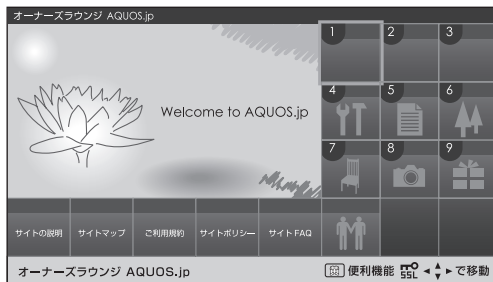 オーナーズラウンジ AQUOS.jp
1 2 3
Welcome to AQUOS.jp
4 5 6
7 8 9
サイトの説明 サイトマップ ご利用規約 サイトポリシー サイトFAQ
オーナーズラウンジ AQUOS.jp 便利機能 SSL ◀▲▼▶で移動